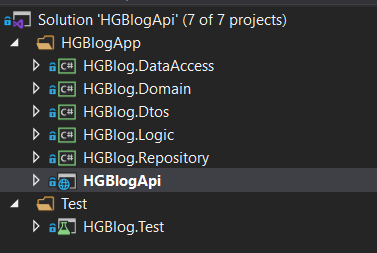 Solution 'HGBlogApi' (7 of 7 projects)
HGBlogApp
C# HGBlog.DataAccess
C# HGBlog.Domain
C# HGBlog.Dtos
C# HGBlog.Logic
C# HGBlog.Repository
HGBlogApi
Test
HGBlog.Test